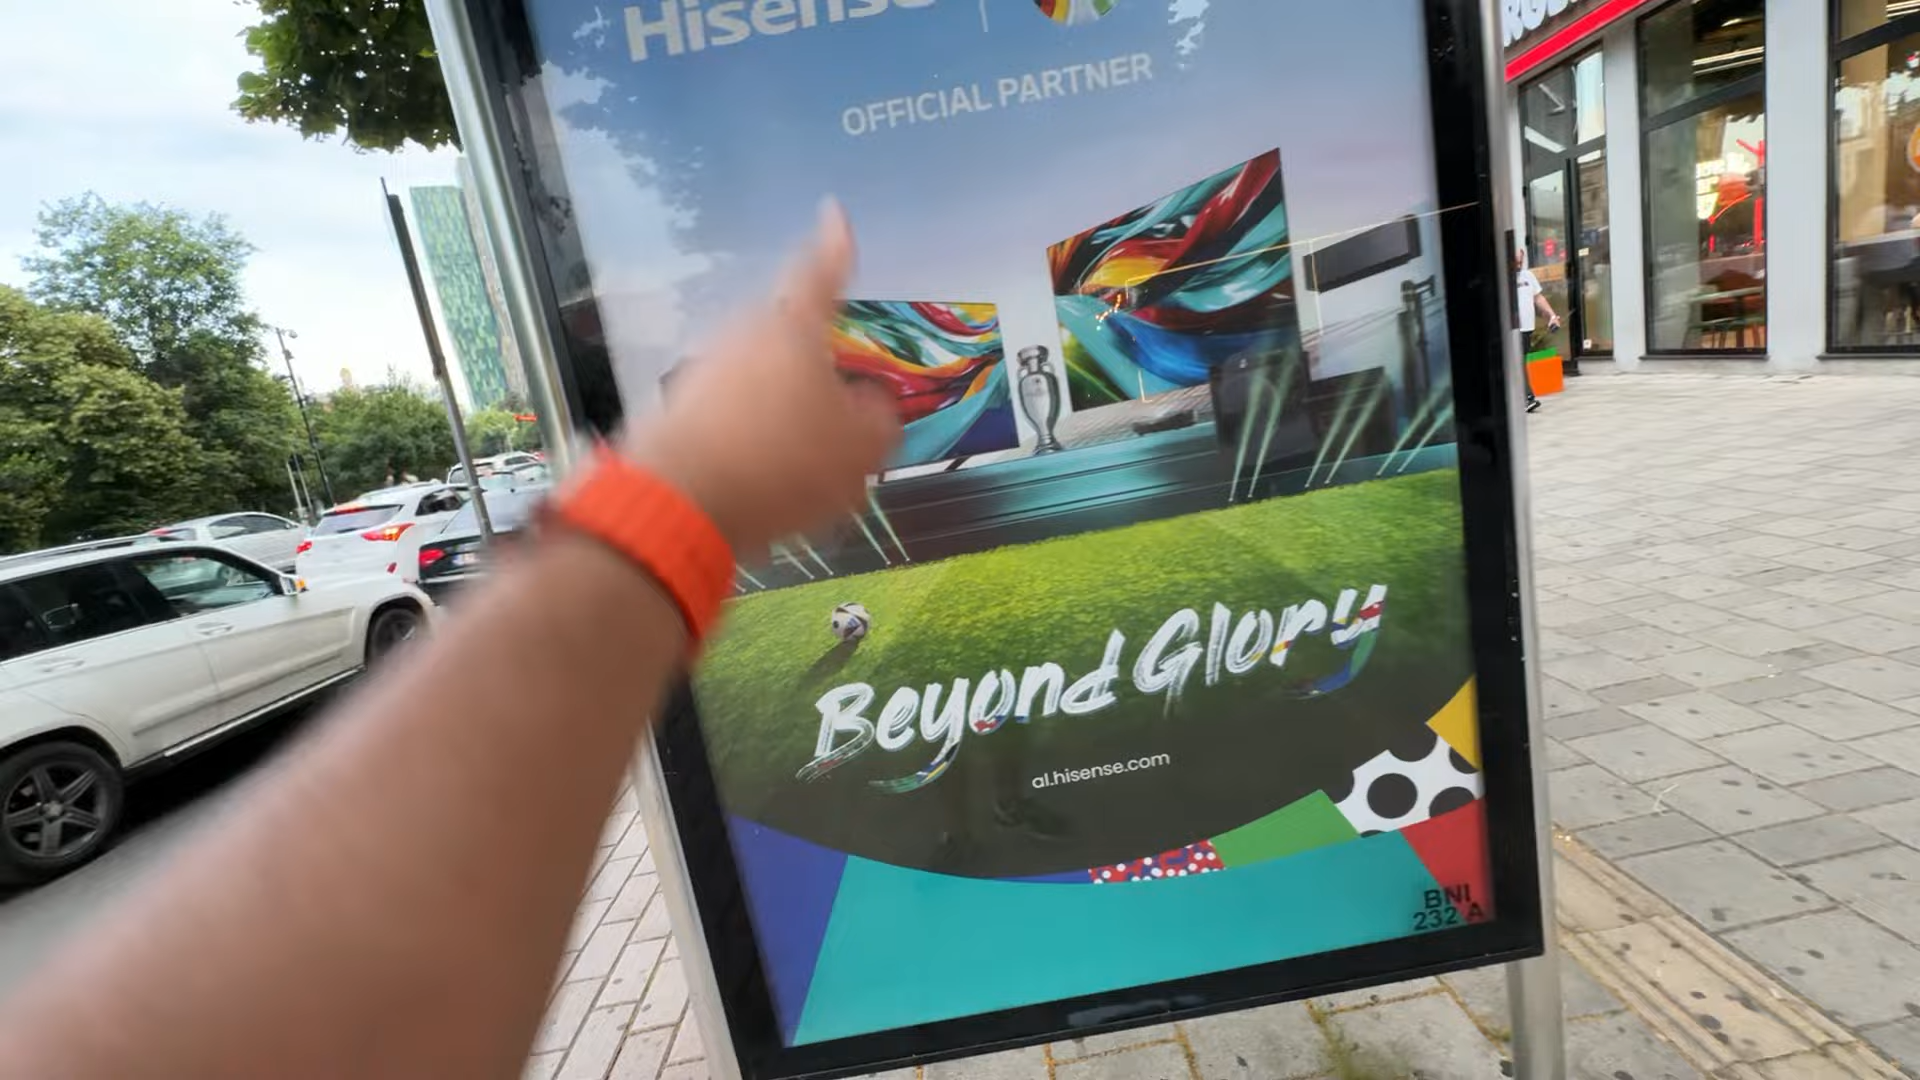 Hisense
OFFICIAL PARTNER
Beyond Glory
al.hisense.com
BNI
232 A